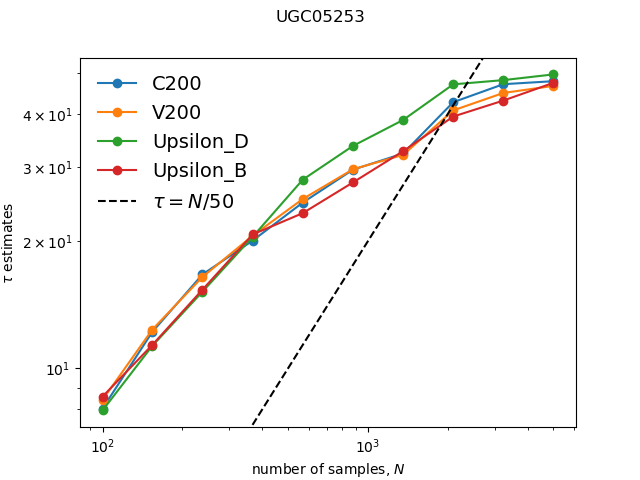 UGC05253
C200
V200
Upsilon_D
Upsilon_B
τ = N/50
τ estimates
4 × 10¹
3 × 10¹
2 × 10¹
10¹
10²
10³
number of samples, N